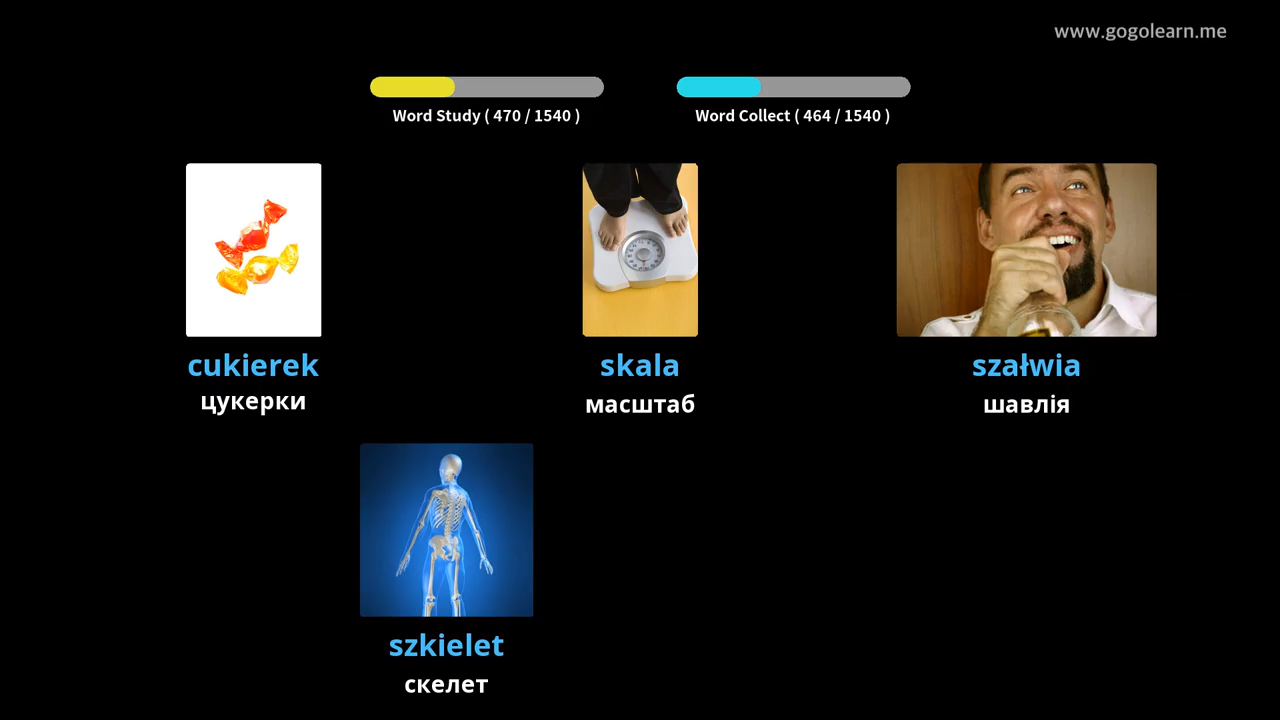 www.gogolearn.me
Word Study ( 470 / 1540 )
Word Collect ( 464 / 1540 )
cukierek
цукерки
skala
масштаб
szałwia
шавлія
szkielet
скелет